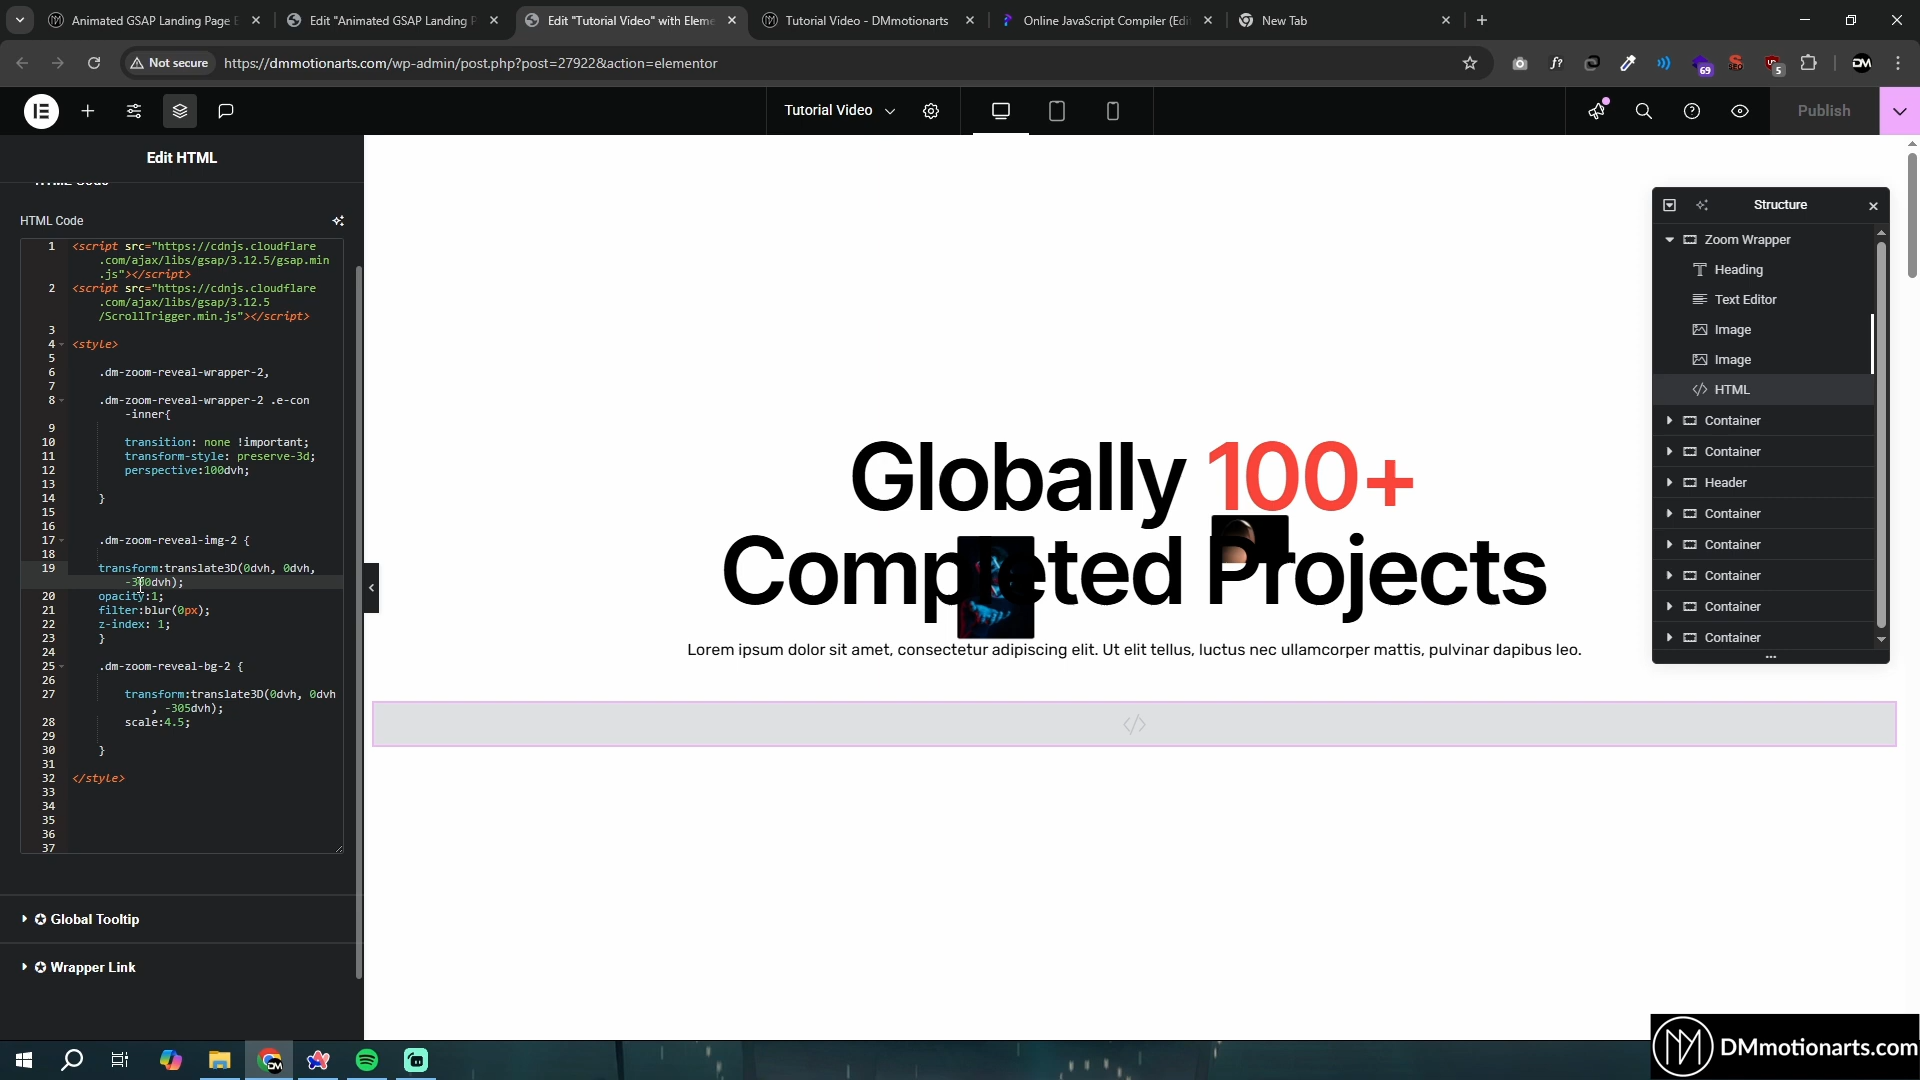 Animated GSAP Landing Page E
Edit "Animated GSAP Landing P
Edit "Tutorial Video" with Eleme
Tutorial Video - DMmotionarts
Online JavaScript Compiler (Edi
New Tab
Not secure
https://dmmotionarts.com/wp-admin/post.php?post=27922&action=elementor
f?
69
5
DM
Tutorial Video
Publish
Edit HTML
HTML Code
HTML Code
1 <script src="https://cdnjs.cloudflare
.com/ajax/libs/gsap/3.12.5/gsap.min
.js"></script>
2 <script src="https://cdnjs.cloudflare
.com/ajax/libs/gsap/3.12.5
/ScrollTrigger.min.js"></script>
3
4 <style>
5
6 .dm-zoom-reveal-wrapper-2,
7
8 .dm-zoom-reveal-wrapper-2 .e-con
-inner{
9
10 transition: none !important;
11 transform-style: preserve-3d;
12 perspective:100dvh;
13
14 }
15
16
17 .dm-zoom-reveal-img-2 {
18
19 transform:translate3D(0dvh, 0dvh,
-300dvh);
20 opacity:1;
21 filter:blur(0px);
22 z-index: 1;
23 }
24
25 .dm-zoom-reveal-bg-2 {
26
27 transform:translate3D(0dvh, 0dvh
, -305dvh);
28 scale:4.5;
29
30 }
31
32 </style>
33
34
35
36
37
Global Tooltip
Wrapper Link
Globally 100+
Completed Projects
Lorem ipsum dolor sit amet, consectetur adipiscing elit. Ut elit tellus, luctus nec ullamcorper mattis, pulvinar dapibus leo.
Structure
Zoom Wrapper
Heading
Text Editor
Image
Image
HTML
Container
Container
Header
Container
Container
Container
Container
Container
DMmotionarts.com